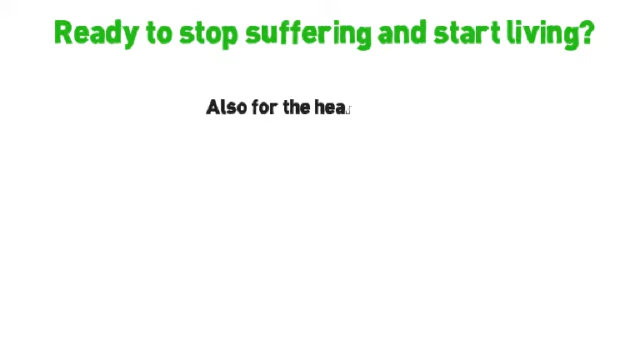 Ready to stop suffering and start living?
Also for the hea